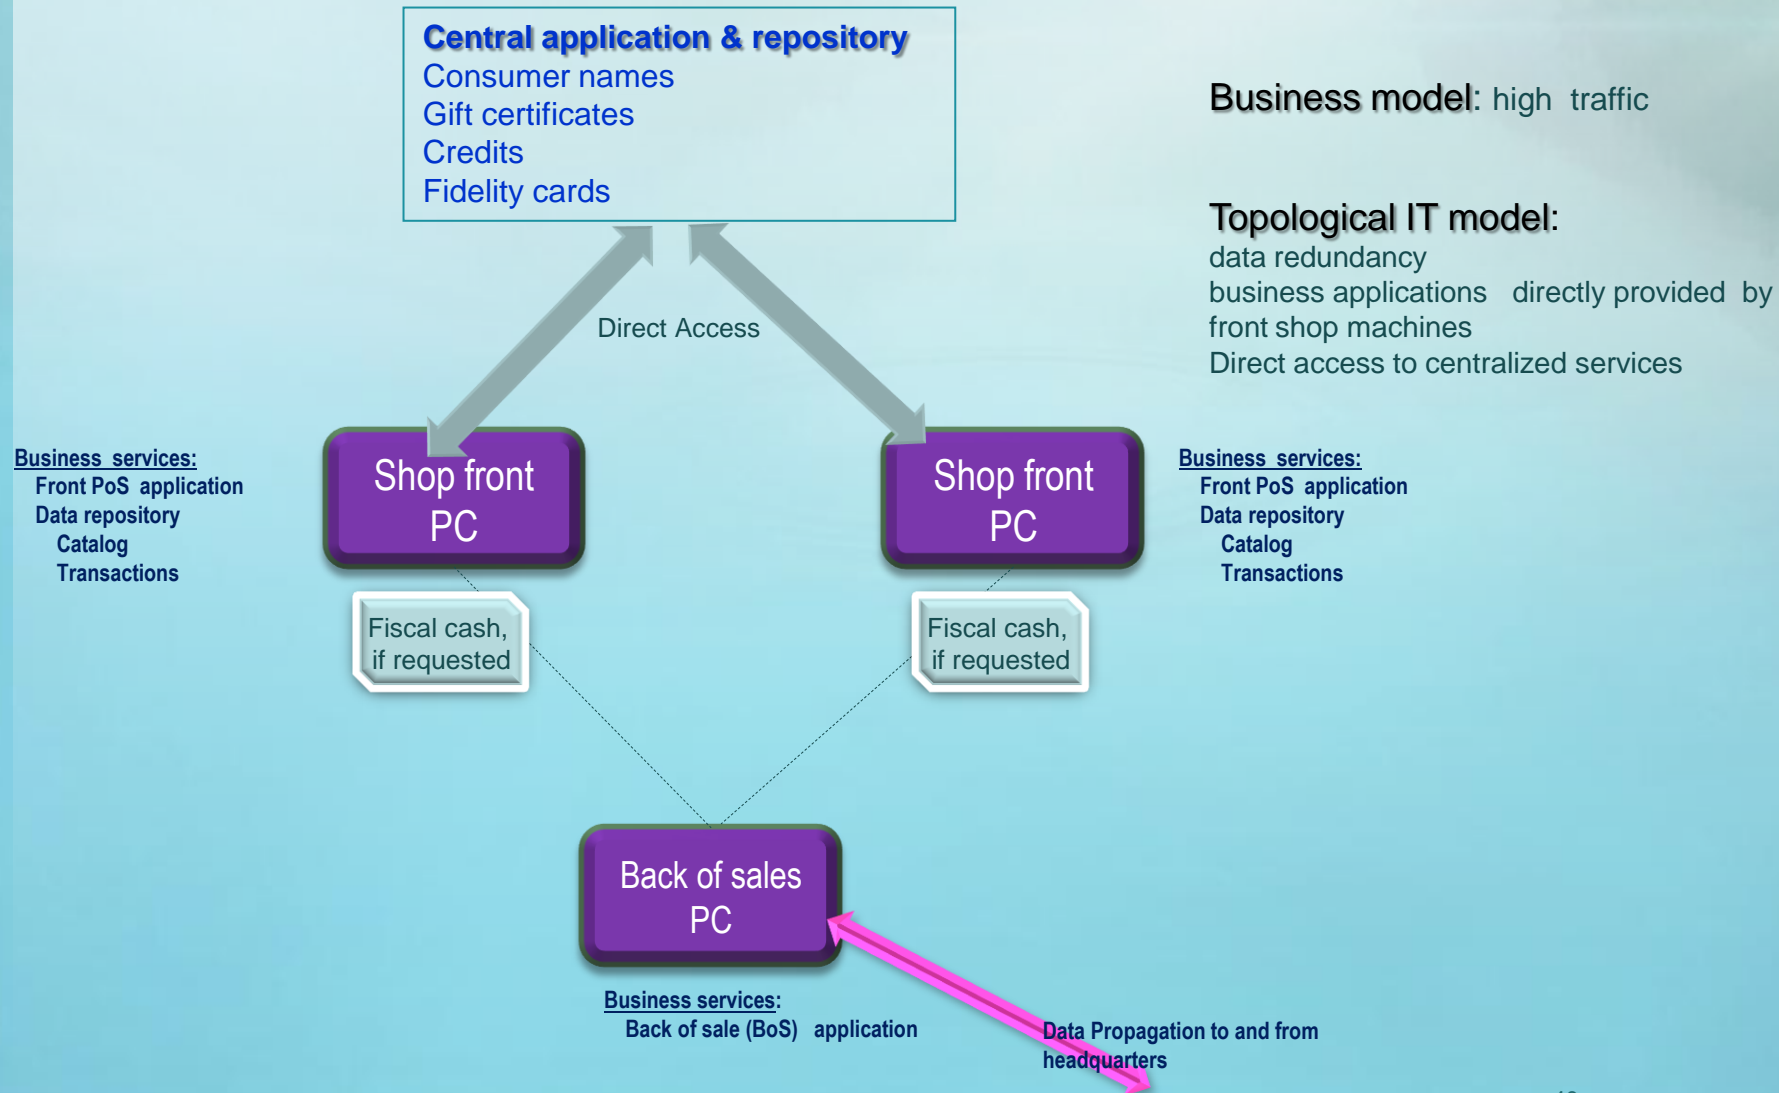 Central application & repository
Consumer names
Gift certificates
Credits
Fidelity cards
Business model: high traffic
Topological IT model:
data redundancy
business applications directly provided by
front shop machines
Direct access to centralized services
Direct Access
Business services:
Front PoS application
Data repository
Catalog
Transactions
Shop front
PC
Shop front
PC
Business services:
Front PoS application
Data repository
Catalog
Transactions
Fiscal cash,
if requested
Fiscal cash,
if requested
Back of sales
PC
Business services:
Back of sale (BoS) application
Data Propagation to and from
headquarters